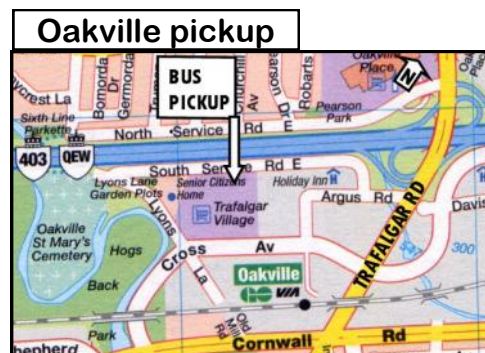 Oakville pickup
BUS
PICKUP
Bomorda
Dr
Germorda
Av
Pearson Dr
Roberts
Oakville
Place
N
Pearson
Park
Sixth Line
Parkette
North Service Rd E
403
QEW
South Service Rd E
Lyons Lane
Garden Plots
Senior Citizens
Home
Holiday Inn
H
Trafalgar
Village
Argus Rd
Davis
TRAFALGAR RD
Oakville
St Mary's
Cemetery
Hogs
Back
Park
Lyons
La
Cross Av
300
Oakville
GO VIA
Old
Mill
Rd
Cornwall Rd